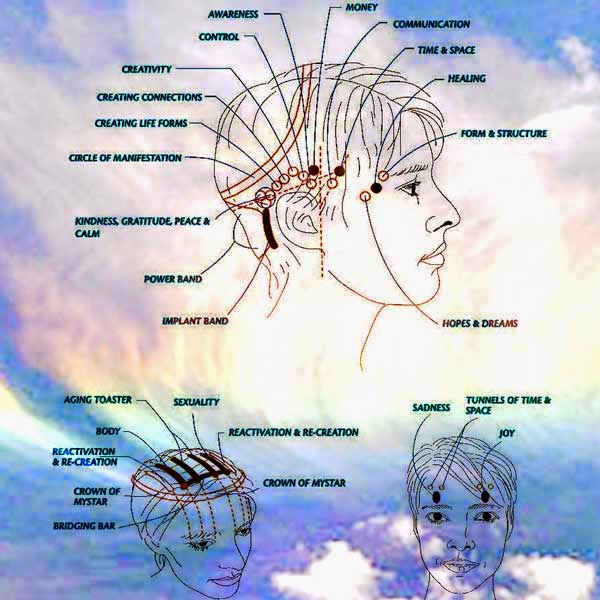 AWARENESS
MONEY
CONTROL
COMMUNICATION
TIME & SPACE
CREATIVITY
HEALING
CREATING CONNECTIONS
CREATING LIFE FORMS
FORM & STRUCTURE
CIRCLE OF MANIFESTATION
KINDNESS, GRATITUDE, PEACE &
CALM
POWER BAND
IMPLANT BAND
HOPES & DREAMS
AGING TOASTER
SEXUALITY
BODY
REACTIVATION & RE-CREATION
REACTIVATION
& RE-CREATION
CROWN OF MYSTAR
CROWN OF
MYSTAR
BRIDGING BAR
SADNESS
TUNNELS OF TIME &
SPACE
JOY